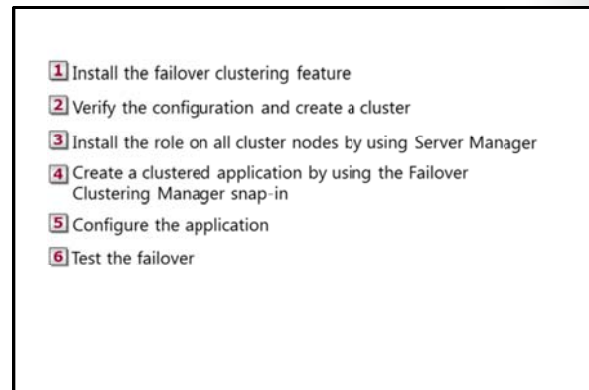 1 Install the failover clustering feature
2 Verify the configuration and create a cluster
3 Install the role on all cluster nodes by using Server Manager
4 Create a clustered application by using the Failover
Clustering Manager snap-in
5 Configure the application
6 Test the failover